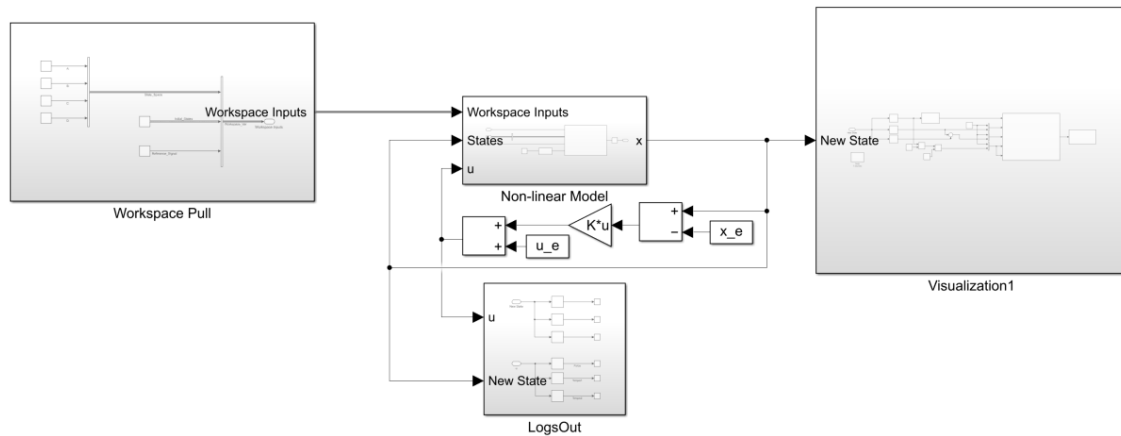 Workspace Inputs
Workspace Pull
Workspace Inputs
States
u
x
Non-linear Model
New State
Visualization1
+
−
x_e
K*u
+
+
u_e
u
New State
LogsOut